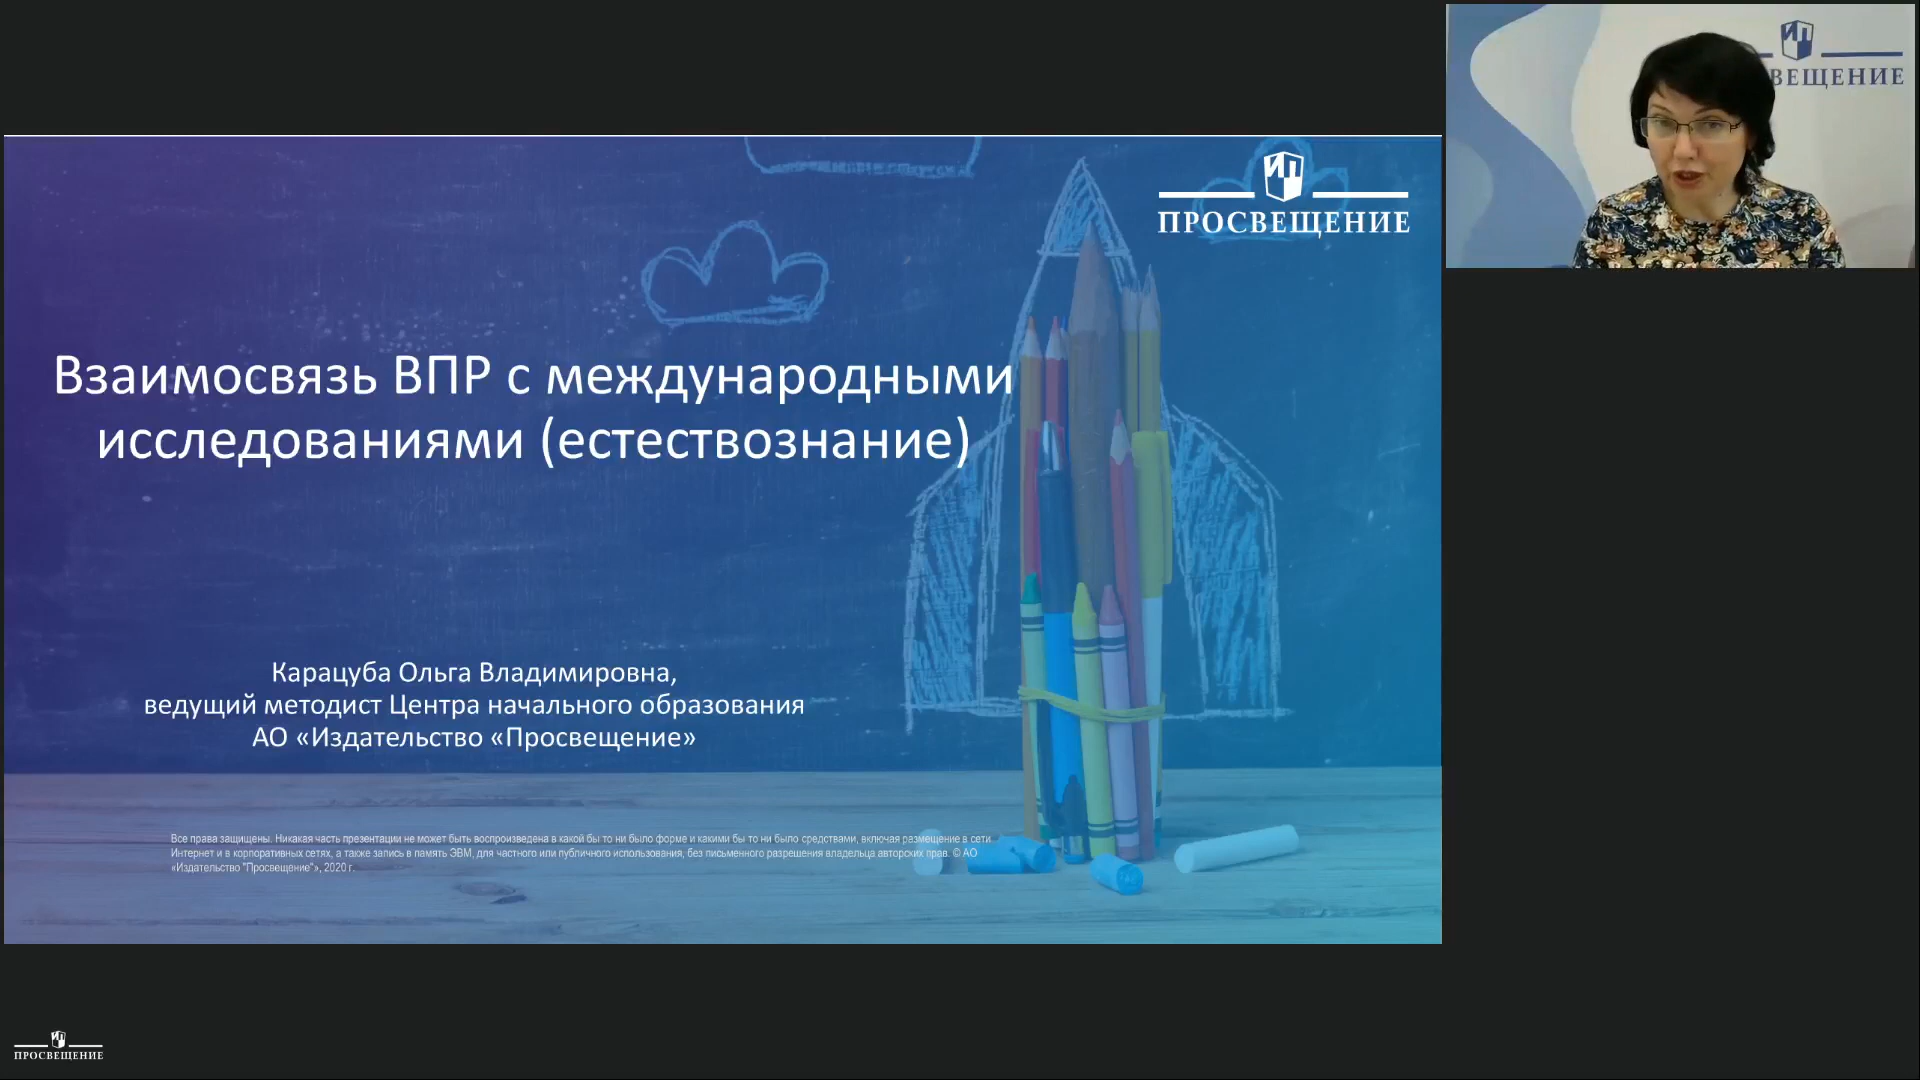 ВЕЩЕНИЕ
ПРОСВЕЩЕНИЕ
Взаимосвязь ВПР с международными
исследованиями (естествознание)
Карацуба Ольга Владимировна,
ведущий методист Центра начального образования
АО «Издательство «Просвещение»
Все права защищены. Никакая часть презентации не может быть воспроизведена в какой бы то ни было форме и какими бы то ни было средствами, включая размещение в сети
Интернет и в корпоративных сетях, а также запись в память ЭВМ, для частного или публичного использования, без письменного разрешения владельца авторских прав. © АО
«Издательство "Просвещение"», 2020 г.
ПРОСВЕЩЕНИЕ